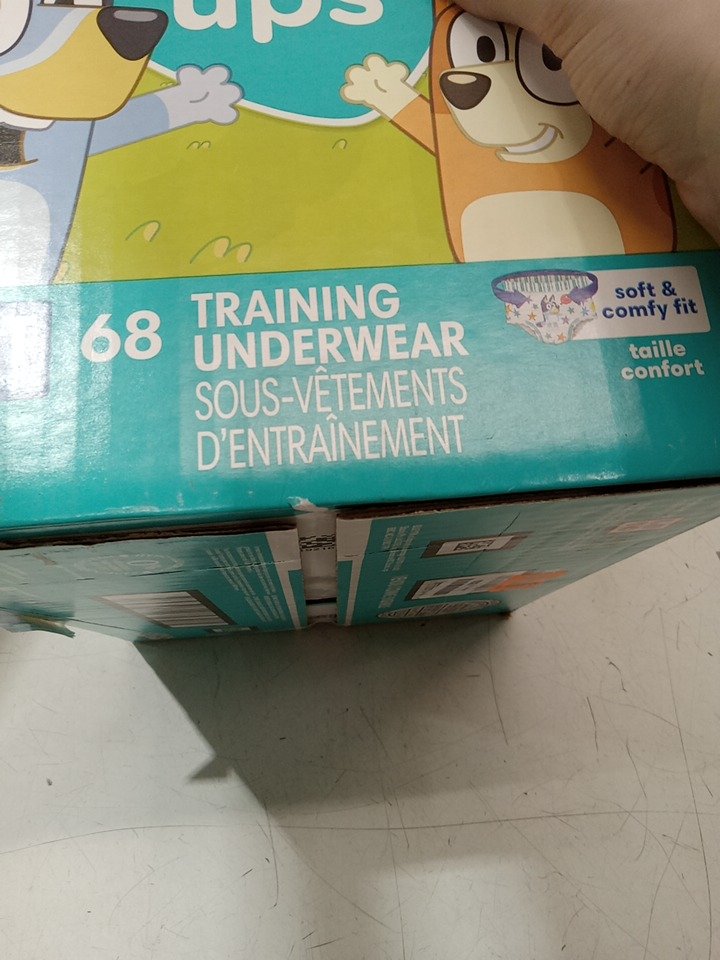 ups
68
TRAINING
UNDERWEAR
SOUS-VÊTEMENTS
D'ENTRAÎNEMENT
soft &
comfy fit
taille
confort